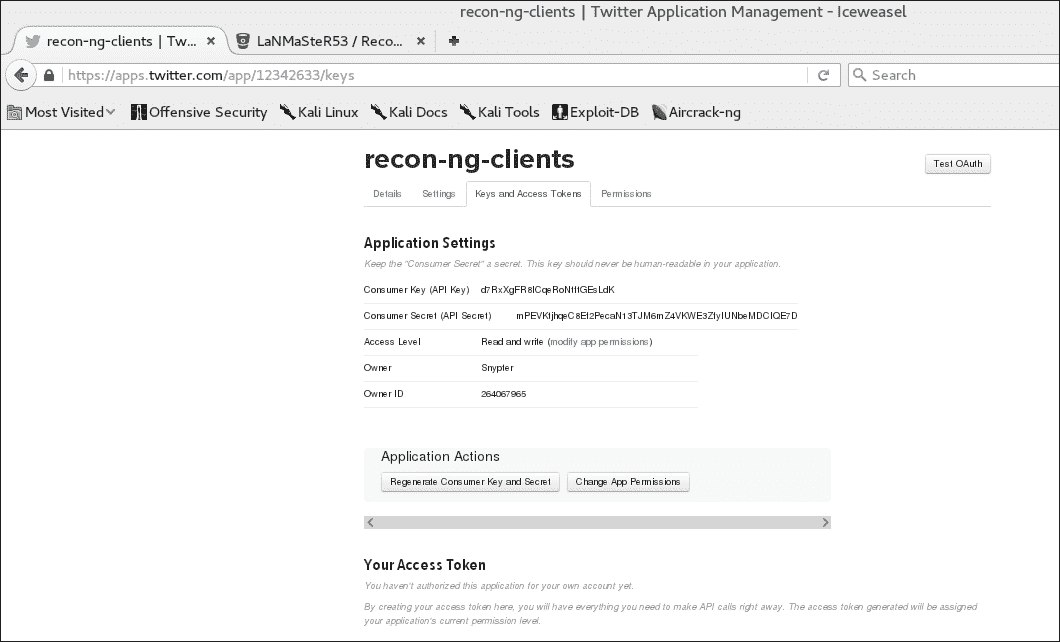 recon-ng-clients | Twitter Application Management - Iceweasel
recon-ng-clients | Tw... × LaNMaSteR53 / Reco... ×
https://apps.twitter.com/app/12342633/keys Search
Most Visited Offensive Security Kali Linux Kali Docs Kali Tools Exploit-DB Aircrack-ng
recon-ng-clients
Test OAuth
Details Settings Keys and Access Tokens Permissions
Application Settings
Keep the "Consumer Secret" a secret. This key should never be human-readable in your application.
Consumer Key (API Key)
Consumer Secret (API Secret)
Access Level Read and write (modify app permissions)
Owner Snypter
Owner ID 264067965
Application Actions
Regenerate Consumer Key and Secret Change App Permissions
Your Access Token
You haven't authorized this application for your own account yet.
By creating your access token here, you will have everything you need to make API calls right away. The access token generated will be assigned
your application's current permission level.